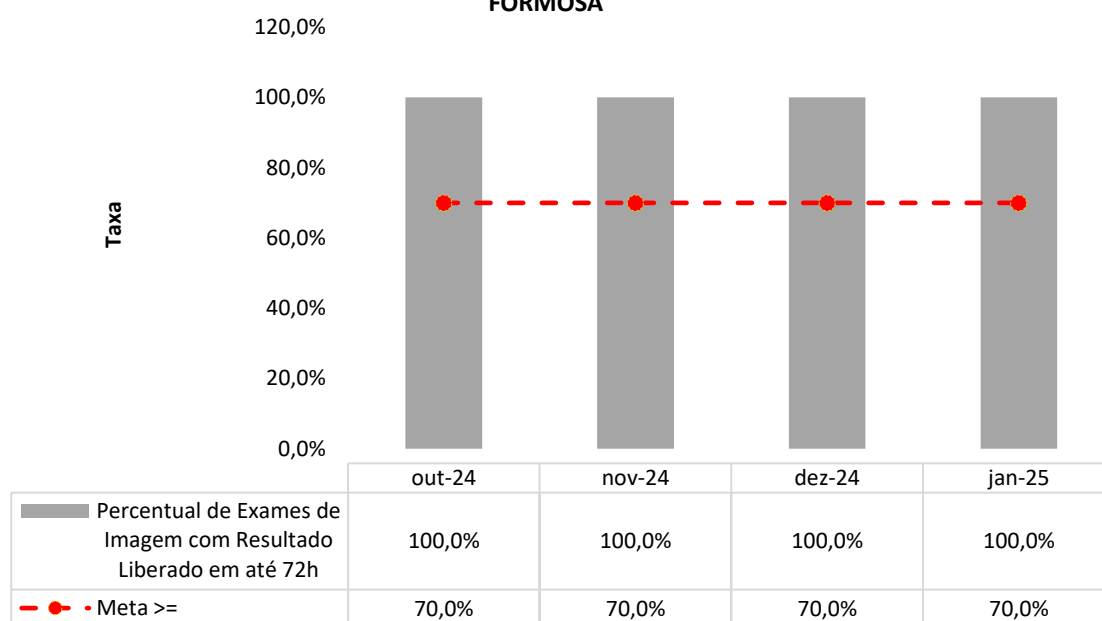 FORMOSA
120,0%
100,0%
80,0%
60,0%
40,0%
20,0%
0,0%
Taxa
out-24 nov-24 dez-24 jan-25
Percentual de Exames de
Imagem com Resultado
Liberado em até 72h
100,0% 100,0% 100,0% 100,0%
Meta >= 70,0% 70,0% 70,0% 70,0%